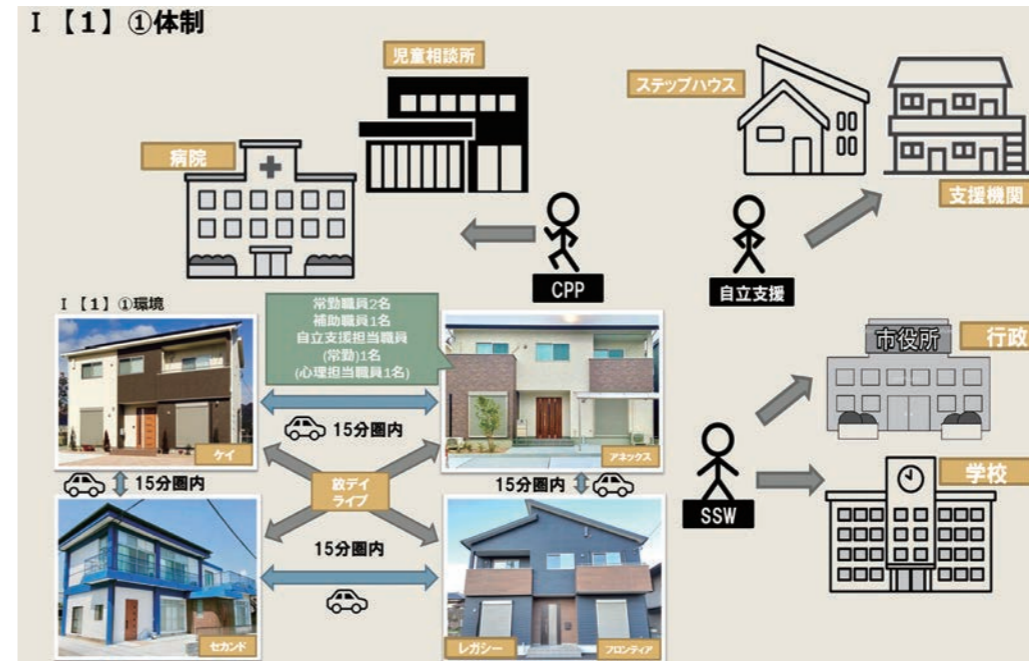 I 【1】①体制
児童相談所
ステップハウス
病院
支援機関
CPP
自立支援
I 【1】①環境
常勤職員2名
補助職員1名
自立支援担当職員
(常勤)1名
(心理担当職員1名)
市役所
行政
15分圏内
ケイ
アネックス
放デイ
ライブ
15分圏内
15分圏内
学校
SSW
15分圏内
セカンド
レガシー
フロンティア